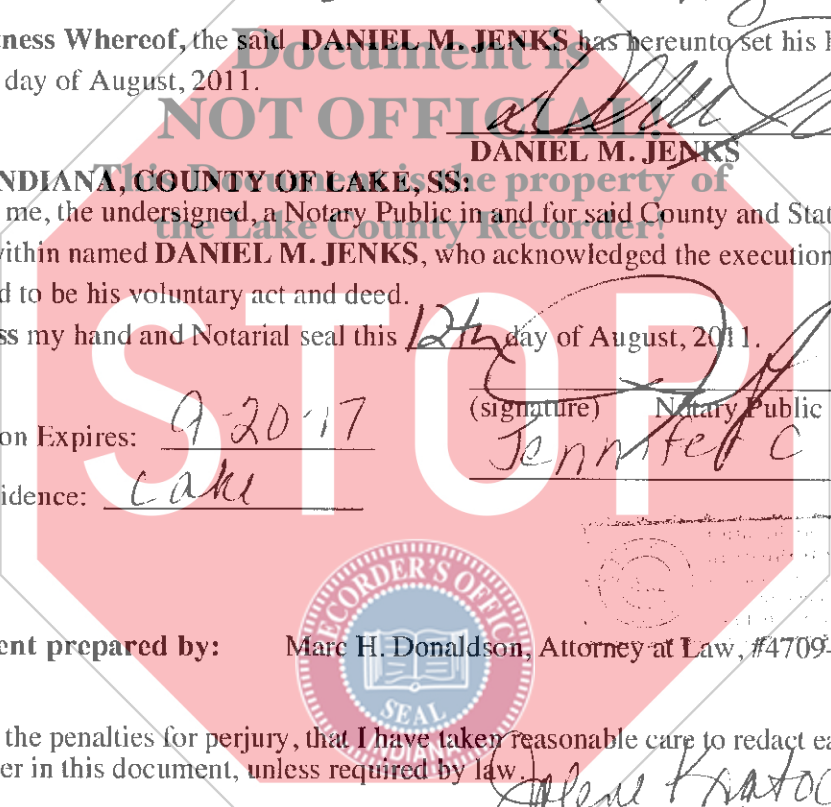 tness Whereof, the said DANIEL M. JENKS has hereunto set his
day of August, 2011.
Document is
NOT OFFICIAL!
This Document is the property of
the Lake County Recorder!
DANIEL M. JENKS
NDIANA, COUNTY OF LAKE, SS:
me, the undersigned, a Notary Public in and for said County and Stat
within named DANIEL M. JENKS, who acknowledged the execution
d to be his voluntary act and deed.
ss my hand and Notarial seal this 12th day of August, 2011.
(signature) Notary Public
on Expires: 9-20-17
Jennifer C
idence: Lake
STOP
RECORDER'S OFFICE
SEAL
INDIANA
ent prepared by: Marc H. Donaldson, Attorney at Law, #4709-
the penalties for perjury, that I have taken reasonable care to redact ea
er in this document, unless required by law.